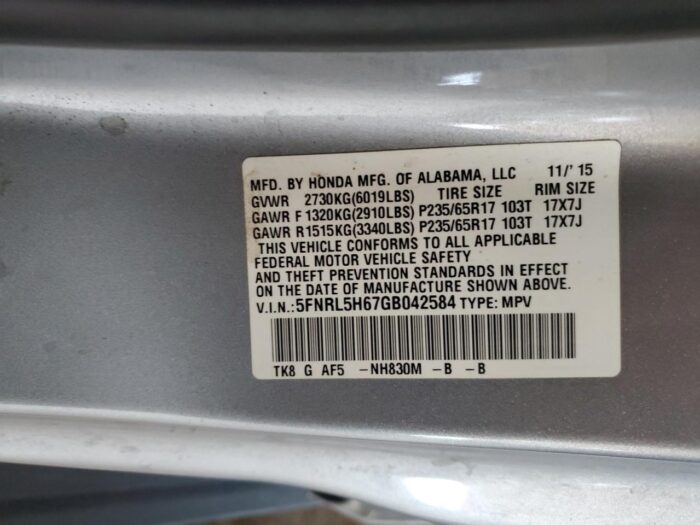 MFD. BY HONDA MFG. OF ALABAMA, LLC 11/'15
GVWR 2730KG(6019LBS) TIRE SIZE RIM SIZE
GAWR F 1320KG(2910LBS) P235/65R17 103T 17X7J
GAWR R1515KG(3340LBS) P235/65R17 103T 17X7J
THIS VEHICLE CONFORMS TO ALL APPLICABLE
FEDERAL MOTOR VEHICLE SAFETY
AND THEFT PREVENTION STANDARDS IN EFFECT
ON THE DATE OF MANUFACTURE SHOWN ABOVE.
V.I.N.:5FNRL5H67GB042584 TYPE: MPV
TK8 G AF5 -NH830M -B -B